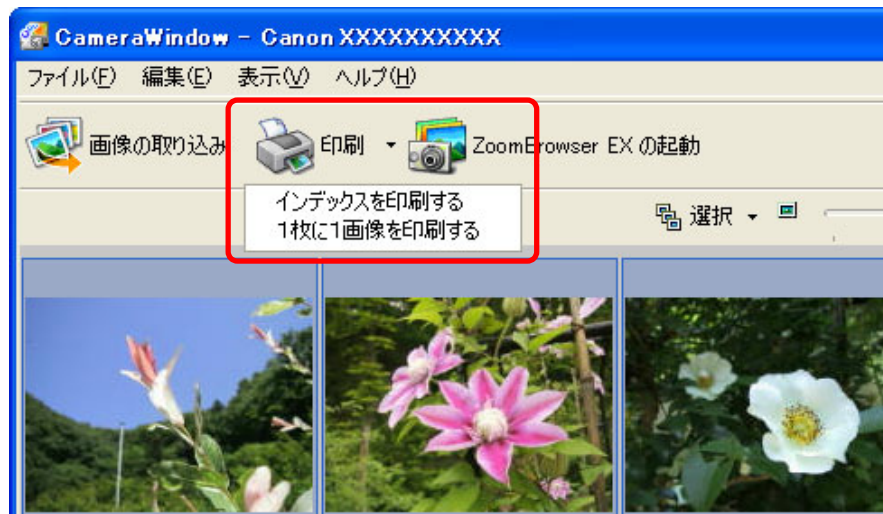 CameraWindow - Canon XXXXXXXXXX
ファイル(F) 編集(E) 表示(V) ヘルプ(H)
画像の取り込み 印刷 ZoomBrowser EX の起動
インデックスを印刷する
1枚に1画像を印刷する
選択